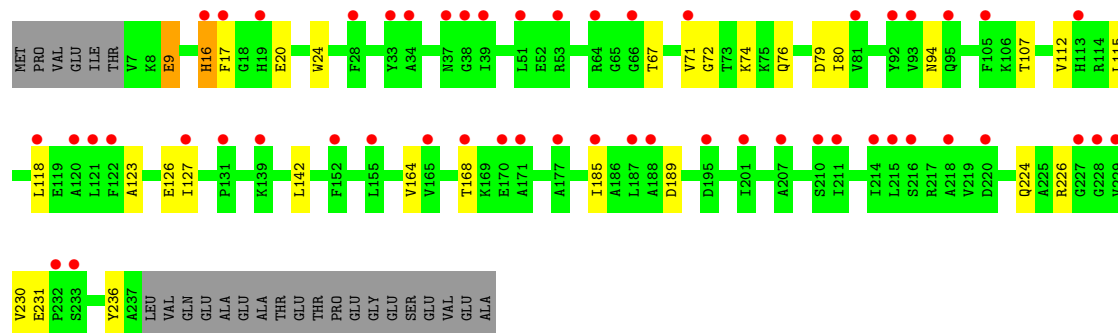 MET PRO VAL GLU ILE THR V7 K8 E9 H16 F17 G18 H19 E20 W24 F28 Y33 A34 N37 G38 I39 L51 E52 R53 R64 G65 G66 T67 V71 G72 T73 K74 K75 Q76 D79 I80 V81 Y92 V93 N94 Q95 F105 K106 T107 V112 H113 R114 L115
L118 E119 A120 L121 F122 A123 E126 I127 P131 K139 L142 F152 L155 V164 V165 T168 K169 E170 A171 A177 I185 A186 L187 A188 D189 D195 I201 A207 S210 I211 I214 L215 S216 R217 A218 V219 D220 Q224 A225 R226 G227 G228
V230 E231 P232 S233 Y236 A237 LEU VAL GLN GLU ALA GLU ALA THR GLU THR PRO GLU GLY GLU SER GLU VAL GLU ALA